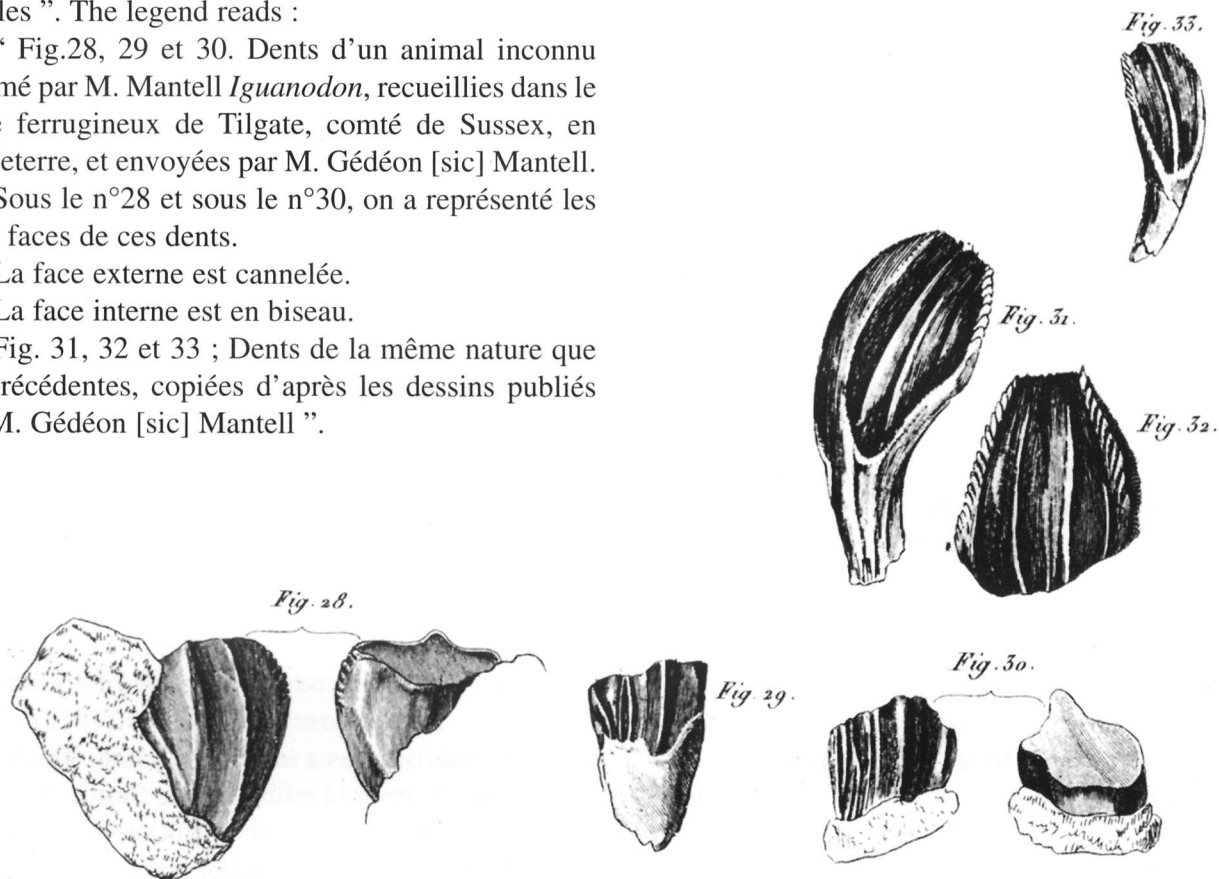 les ”. The legend reads :
‘ Fig.28, 29 et 30. Dents d’un animal inconnu
mé par M. Mantell Iguanodon, recueillies dans le
e ferrugineux de Tilgate, comté de Sussex, en
eterre, et envoyées par M. Gédéon [sic] Mantell.
Sous le n°28 et sous le n°30, on a représenté les
faces de ces dents.
La face externe est cannelée.
La face interne est en biseau.
Fig. 31, 32 et 33 ; Dents de la même nature que
récédentes, copiées d’après les dessins publiés
M. Gédéon [sic] Mantell ”.
Fig. 33.
Fig. 31.
Fig. 32.
Fig. 28.
Fig. 29.
Fig. 30.